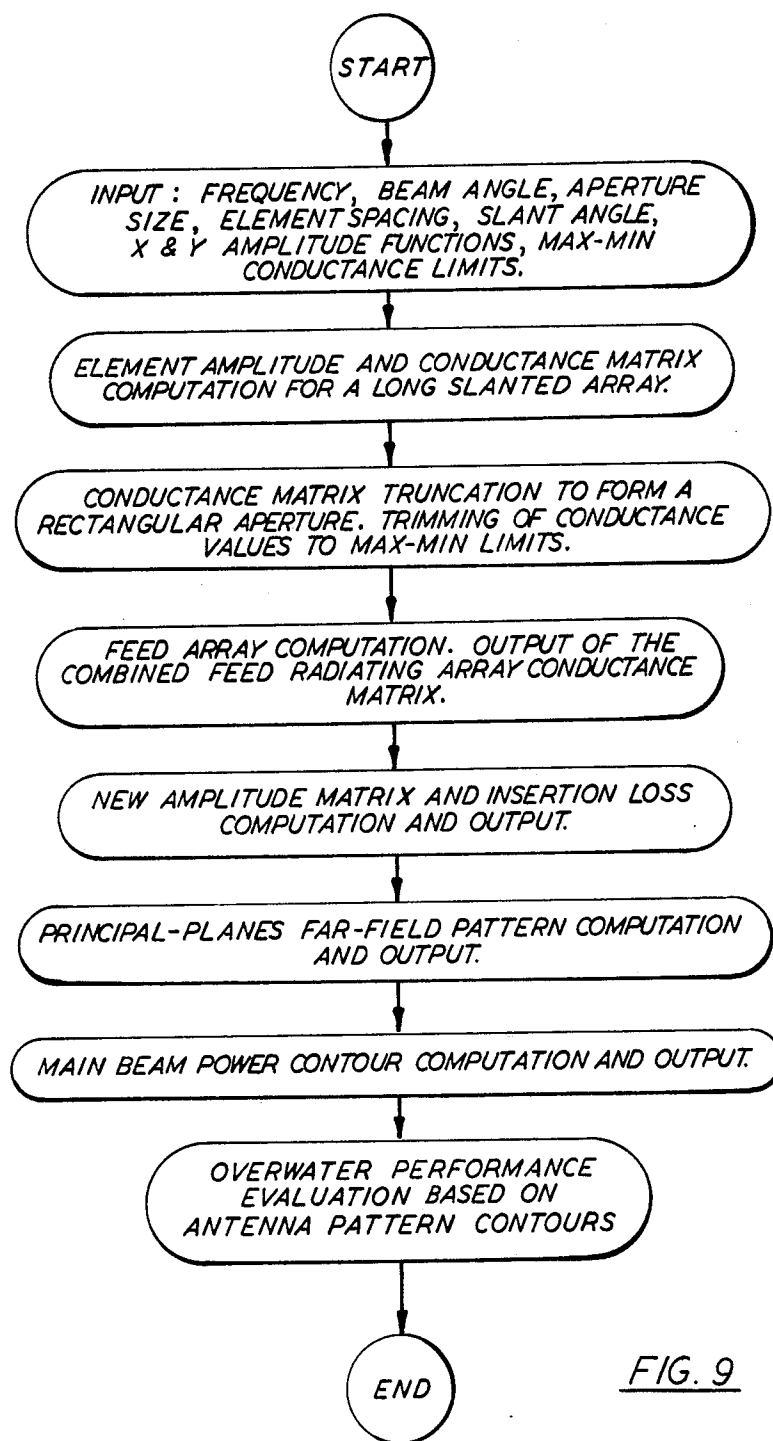 START
INPUT: FREQUENCY, BEAM ANGLE, APERTURE
SIZE, ELEMENT SPACING, SLANT ANGLE,
X & Y AMPLITUDE FUNCTIONS, MAX-MIN
CONDUCTANCE LIMITS.
ELEMENT AMPLITUDE AND CONDUCTANCE MATRIX
COMPUTATION FOR A LONG SLANTED ARRAY.
CONDUCTANCE MATRIX TRUNCATION TO FORM A
RECTANGULAR APERTURE. TRIMMING OF CONDUCTANCE
VALUES TO MAX-MIN LIMITS.
FEED ARRAY COMPUTATION. OUTPUT OF THE
COMBINED FEED RADIATING ARRAY CONDUCTANCE
MATRIX.
NEW AMPLITUDE MATRIX AND INSERTION LOSS
COMPUTATION AND OUTPUT.
PRINCIPAL-PLANES FAR-FIELD PATTERN COMPUTATION
AND OUTPUT.
MAIN BEAM POWER CONTOUR COMPUTATION AND OUTPUT.
OVERWATER PERFORMANCE
EVALUATION BASED ON
ANTENNA PATTERN CONTOURS
END
FIG. 9